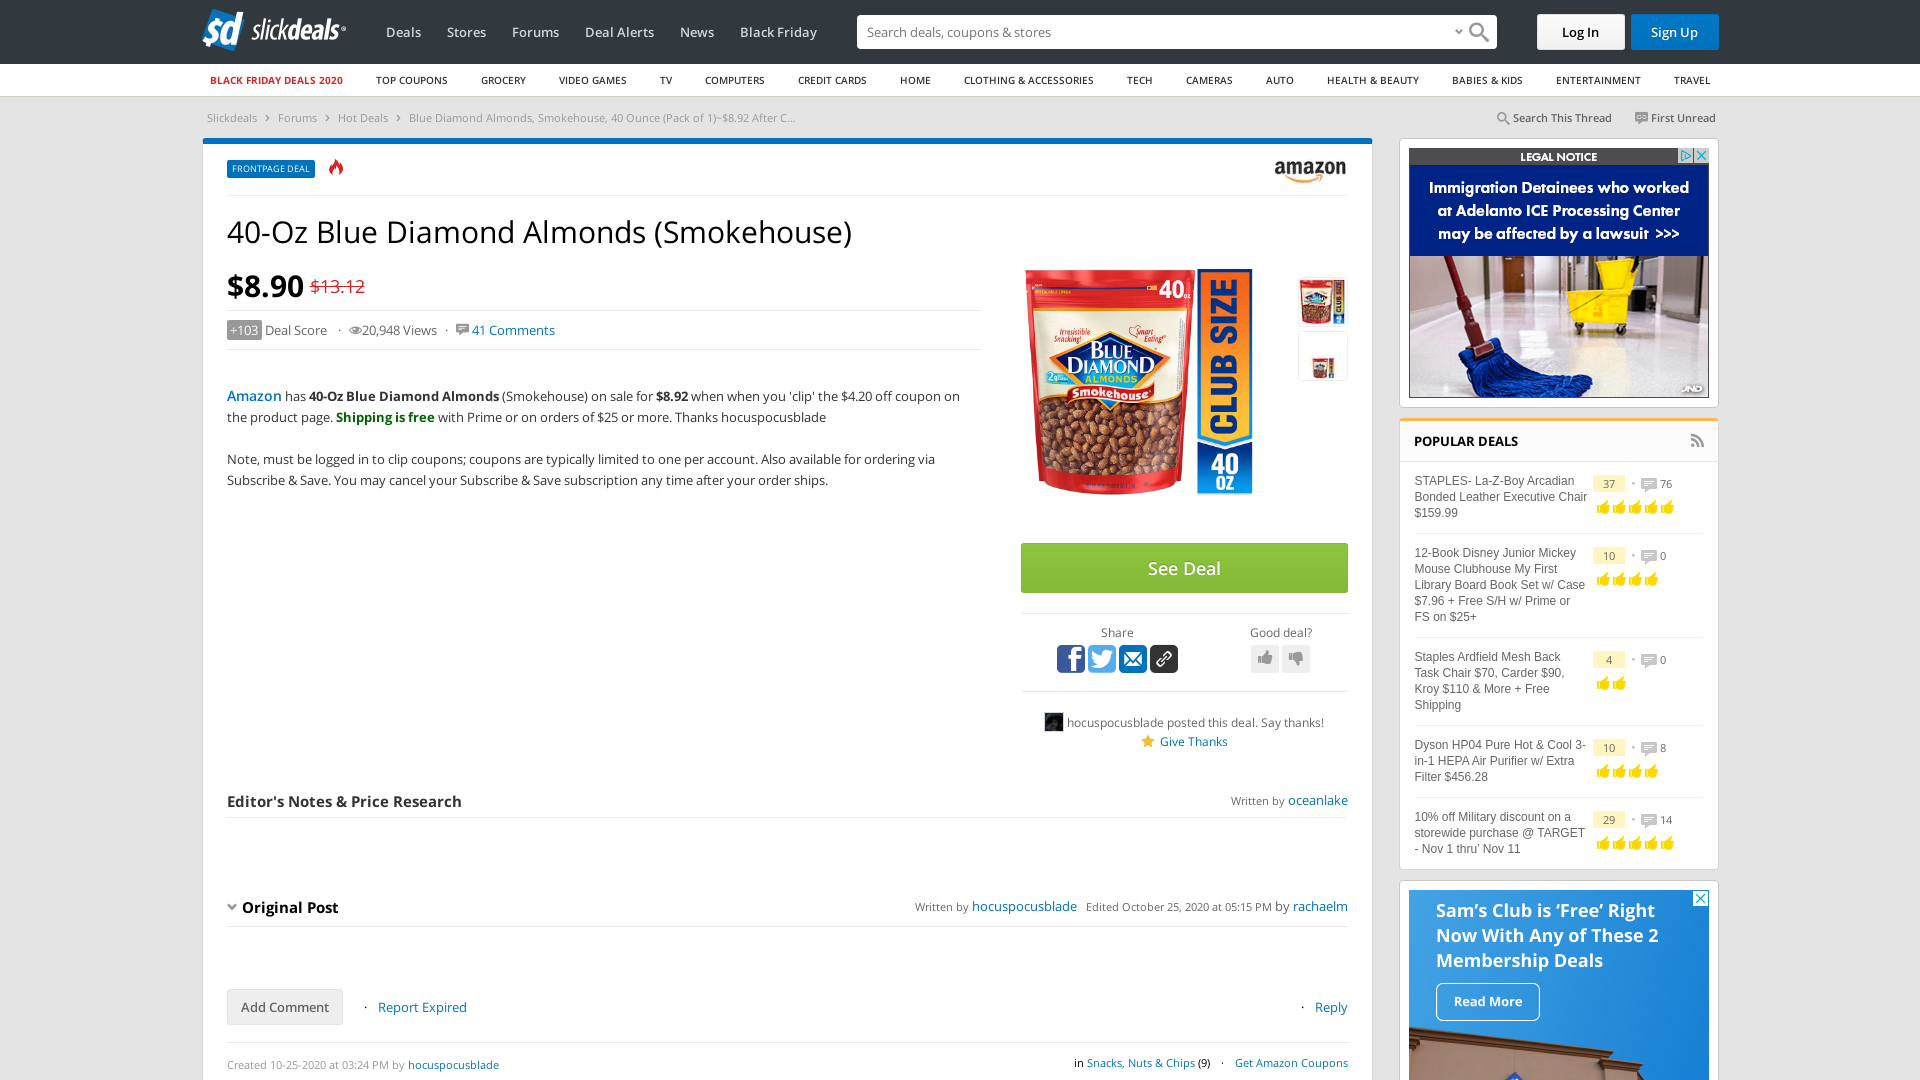 sd slickdeals
Deals Stores Forums Deal Alerts News Black Friday
Search deals, coupons & stores
Log In Sign Up
BLACK FRIDAY DEALS 2020 TOP COUPONS GROCERY VIDEO GAMES TV COMPUTERS CREDIT CARDS HOME CLOTHING & ACCESSORIES TECH CAMERAS AUTO HEALTH & BEAUTY BABIES & KIDS ENTERTAINMENT TRAVEL
Slickdeals › Forums › Hot Deals › Blue Diamond Almonds, Smokehouse, 40 Ounce (Pack of 1)~$8.92 After C...
Search This Thread First Unread
FRONTPAGE DEAL
amazon
40-Oz Blue Diamond Almonds (Smokehouse)
$8.90 $13.12
+103 Deal Score · 20,948 Views · 41 Comments
Amazon has 40-Oz Blue Diamond Almonds (Smokehouse) on sale for $8.92 when when you 'clip' the $4.20 off coupon on
the product page. Shipping is free with Prime or on orders of $25 or more. Thanks hocuspocusblade
Note, must be logged in to clip coupons; coupons are typically limited to one per account. Also available for ordering via
Subscribe & Save. You may cancel your Subscribe & Save subscription any time after your order ships.
40 oz
Irresistible
Snacking!
Smart
Eating!
BLUE
DIAMOND
ALMONDS
Smokehouse
CLUB SIZE
40
OZ
See Deal
Share
Good deal?
hocuspocusblade posted this deal. Say thanks!
Give Thanks
Editor's Notes & Price Research
Written by oceanlake
Original Post
Written by hocuspocusblade Edited October 25, 2020 at 05:15 PM by rachaelm
Add Comment · Report Expired
· Reply
Created 10-25-2020 at 03:24 PM by hocuspocusblade
in Snacks, Nuts & Chips (9) · Get Amazon Coupons
LEGAL NOTICE
Immigration Detainees who worked
at Adelanto ICE Processing Center
may be affected by a lawsuit >>>
JND
POPULAR DEALS
STAPLES- La-Z-Boy Arcadian
Bonded Leather Executive Chair
$159.99
37 • 76
12-Book Disney Junior Mickey
Mouse Clubhouse My First
Library Board Book Set w/ Case
$7.96 + Free S/H w/ Prime or
FS on $25+
10 • 0
Staples Ardfield Mesh Back
Task Chair $70, Carder $90,
Kroy $110 & More + Free
Shipping
4 • 0
Dyson HP04 Pure Hot & Cool 3-
in-1 HEPA Air Purifier w/ Extra
Filter $456.28
10 • 8
10% off Military discount on a
storewide purchase @ TARGET
- Nov 1 thru' Nov 11
29 • 14
Sam's Club is 'Free' Right
Now With Any of These 2
Membership Deals
Read More